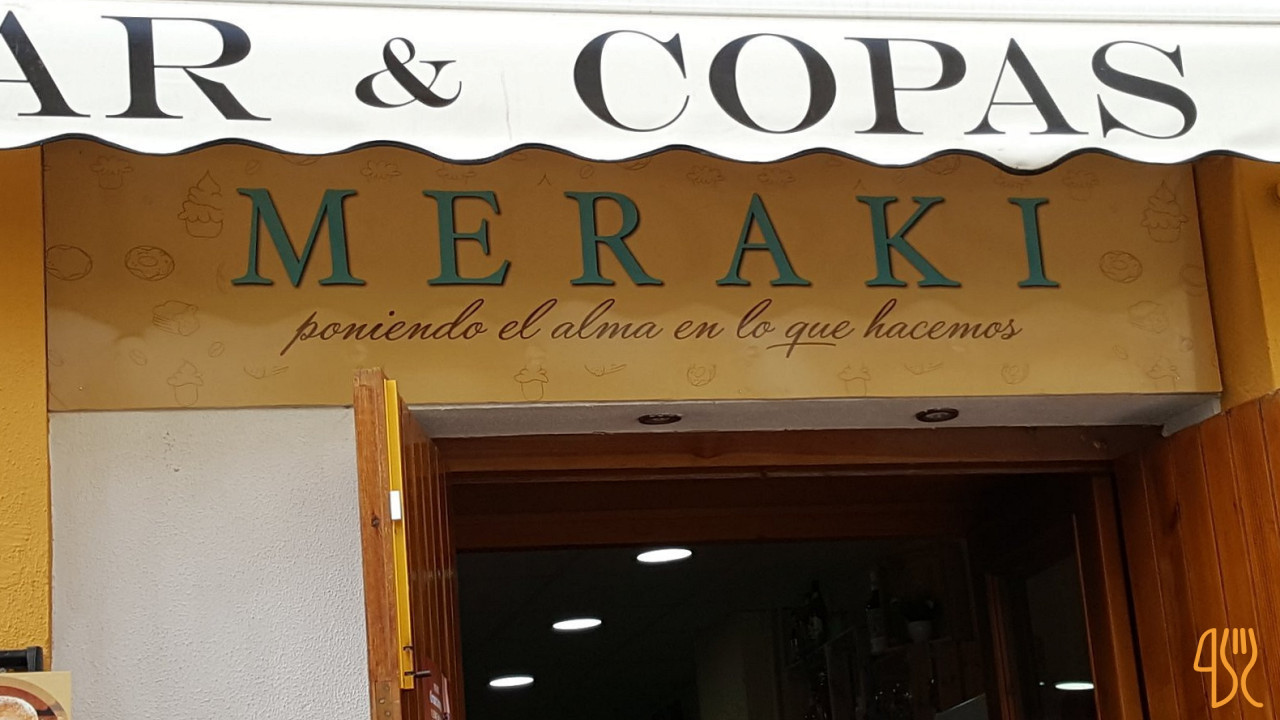 AR & COPAS
MERAKI
poniendo el alma en lo que hacemos